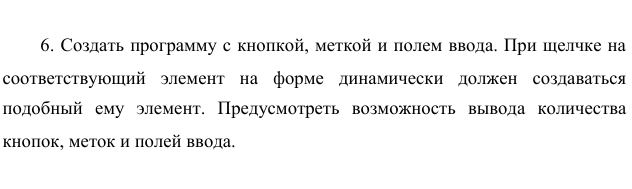 6. Создать программу с кнопкой, меткой и полем ввода. При щелчке на
соответствующий элемент на форме динамически должен создаваться
подобный ему элемент. Предусмотреть возможность вывода количества
кнопок, меток и полей ввода.